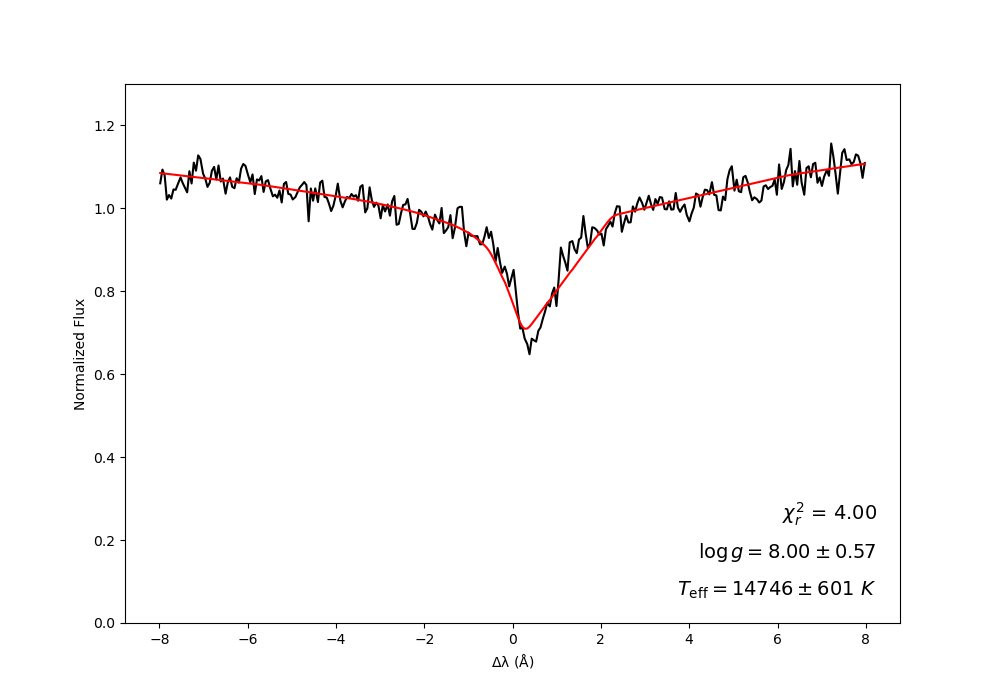 1.2
1.0
0.8
0.6
0.4
0.2
0.0
Normalized Flux
χ²ᵣ = 4.00
log g = 8.00 ± 0.57
T_eff = 14746 ± 601 K
−8 −6 −4 −2 0 2 4 6 8
Δλ (Å)